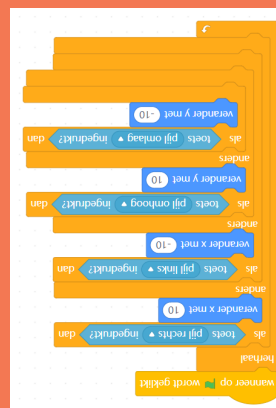 wanneer op wordt geklikt
herhaal
als toets pijl rechts ingedrukt? dan
verander x met 10
anders
als toets pijl links ingedrukt? dan
verander x met -10
anders
als toets pijl omhoog ingedrukt? dan
verander y met 10
anders
als toets pijl omlaag ingedrukt? dan
verander y met -10